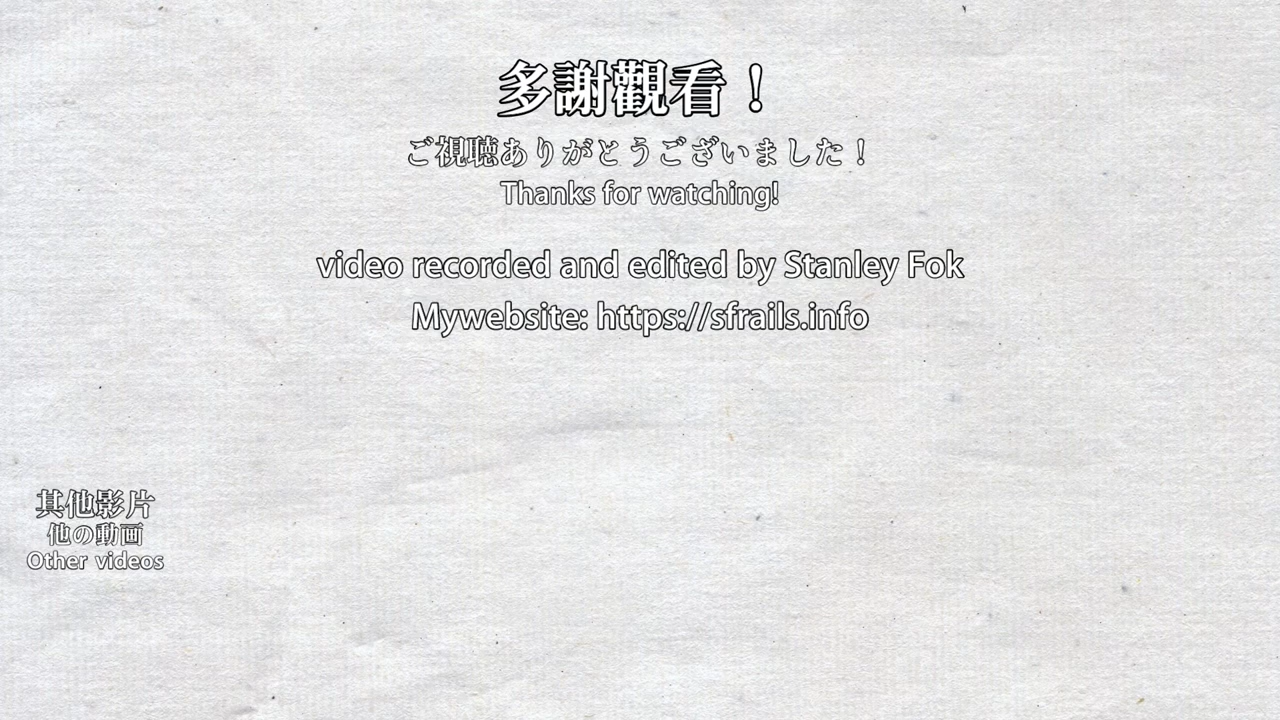 多謝觀看！
ご視聴ありがとうございました！
Thanks for watching!
video recorded and edited by Stanley Fok
Mywebsite: https://sfrails.info
其他影片
他の動画
Other videos